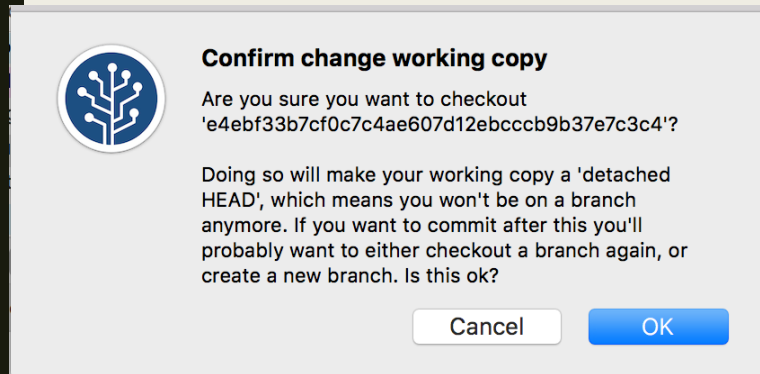 Confirm change working copy
Are you sure you want to checkout
'e4ebf33b7cf0c7c4ae607d12ebcccb9b37e7c3c4'?
Doing so will make your working copy a 'detached
HEAD', which means you won't be on a branch
anymore. If you want to commit after this you'll
probably want to either checkout a branch again, or
create a new branch. Is this ok?
Cancel
OK